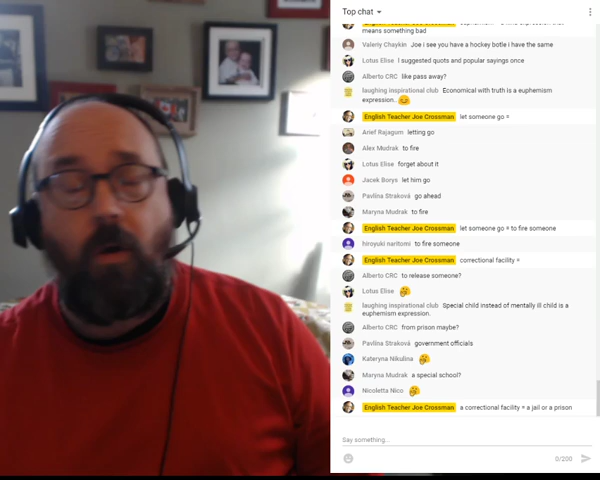 Top chat
means something bad
Valeriy Chaykin Joe i see you have a hockey botle i have the same
Lotus Elise I suggested quots and popular sayings once
Alberto CRC like pass away?
laughing inspirational club Economical with truth is a euphemism
expression...
English Teacher Joe Crossman let someone go =
Arief Rajagum letting go
Alex Mudrak to fire
Lotus Elise forget about it
Jacek Borys let him go
Pavlína Straková go ahead
Maryna Mudrak to fire
English Teacher Joe Crossman let someone go = to fire someone
hiroyuki naritomi to fire someone
English Teacher Joe Crossman correctional facility =
Alberto CRC to release someone?
Lotus Elise
laughing inspirational club Special child instead of mentally ill child is a
euphemism expression.
Alberto CRC from prison maybe?
Pavlína Straková government officials
Kateryna Nikulina
Maryna Mudrak a special school?
Nicoletta Nico
English Teacher Joe Crossman a correctional facility = a jail or a prison
Say something...
0/200